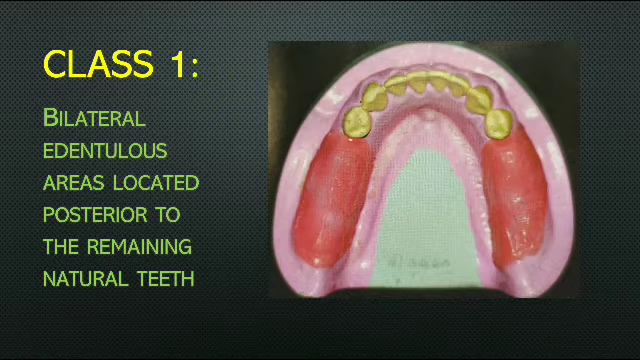 CLASS 1:
BILATERAL
EDENTULOUS
AREAS LOCATED
POSTERIOR TO
THE REMAINING
NATURAL TEETH